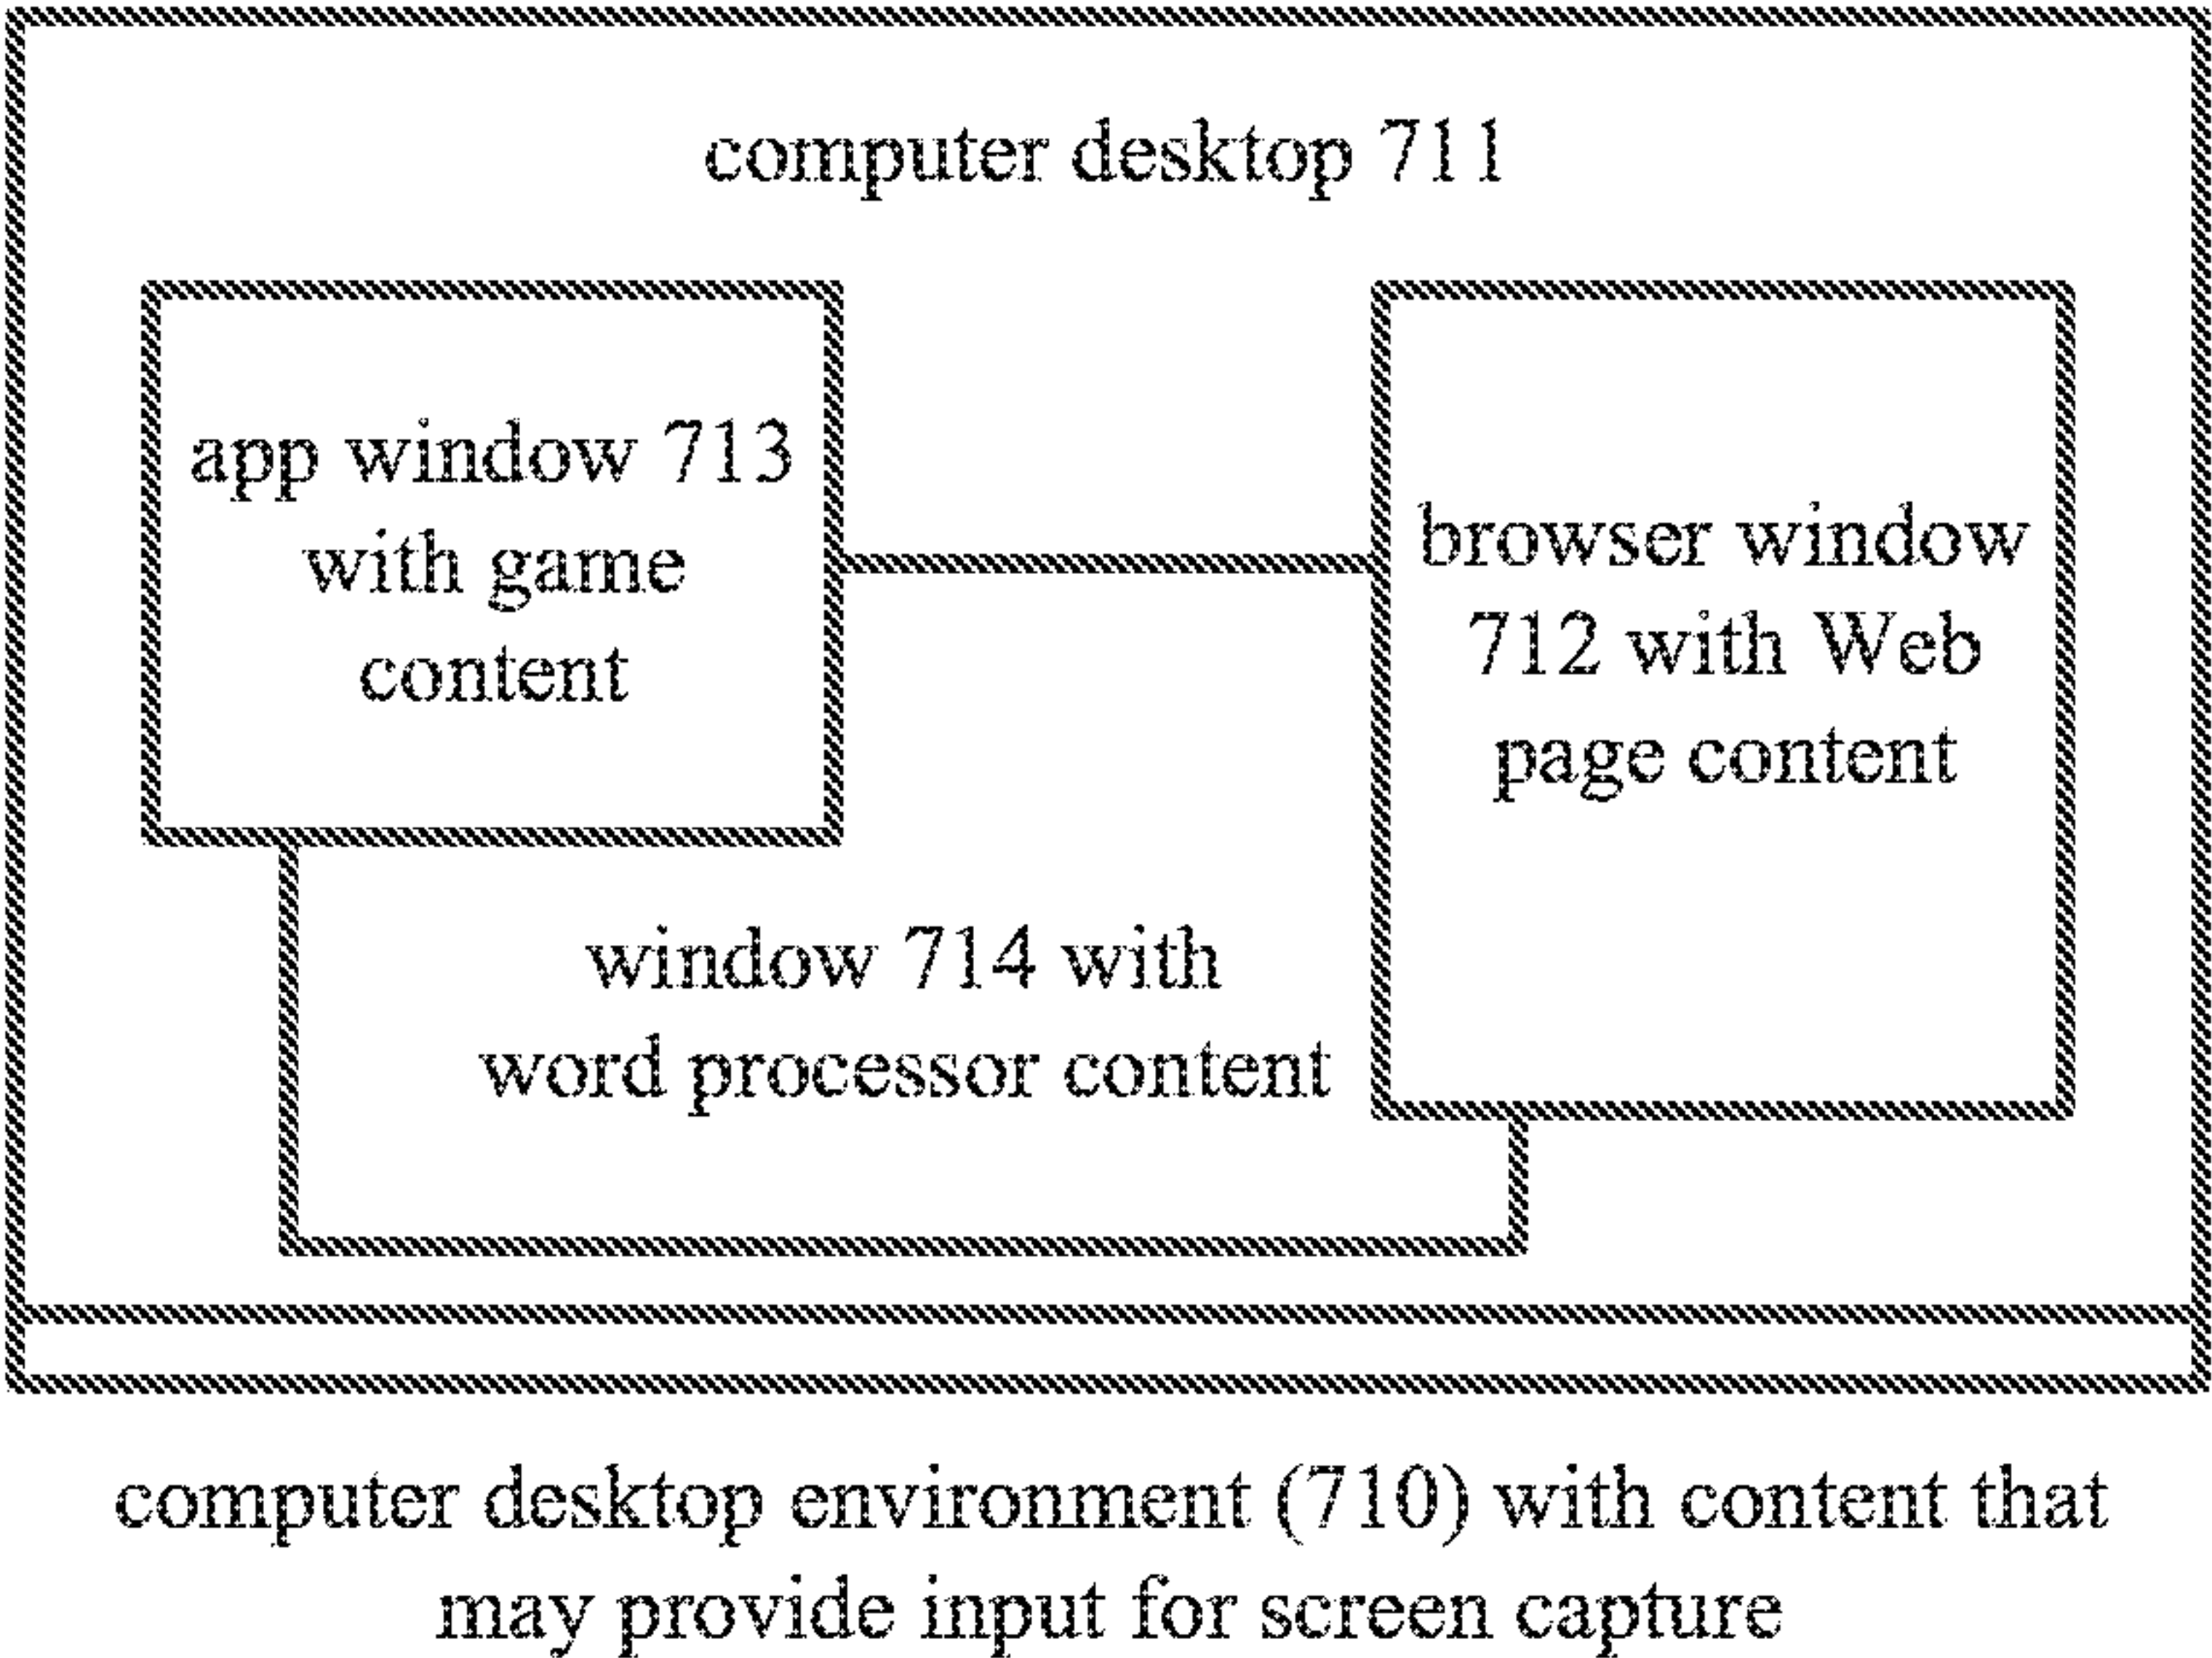 computer desktop 711
app window 713
with game
content
browser window
712 with Web
page content
window 714 with
word processor content
computer desktop environment (710) with content that
may provide input for screen capture